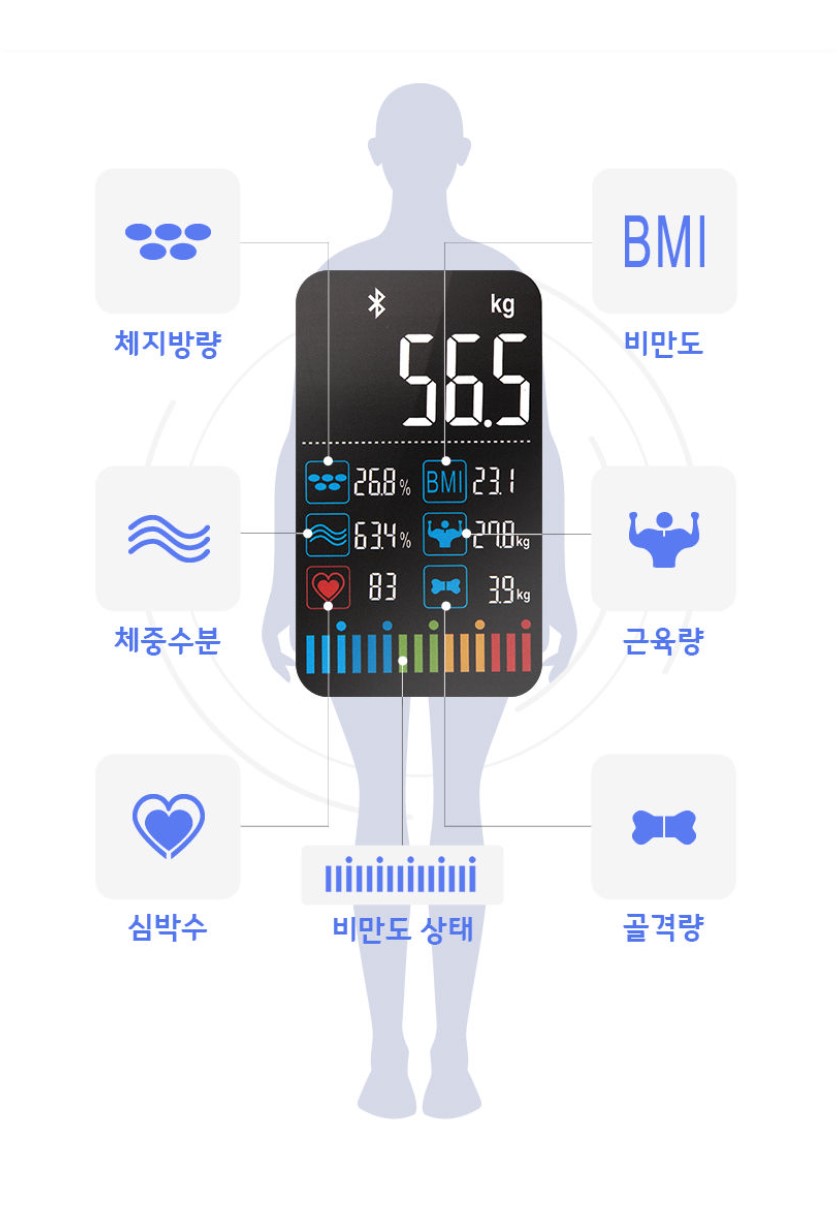 BMI
체지방량
비만도
kg
56.5
26.8 %
BMI 23.1
63.4 %
27.8 kg
83
3.9 kg
체중수분
근육량
심박수
비만도 상태
골격량